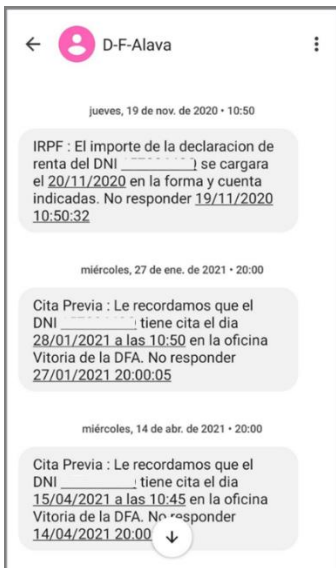 D-F-Alava
jueves, 19 de nov. de 2020 • 10:50
IRPF : El importe de la declaracion de
renta del DNI se cargara
el 20/11/2020 en la forma y cuenta
indicadas. No responder 19/11/2020
10:50:32
miércoles, 27 de ene. de 2021 • 20:00
Cita Previa : Le recordamos que el
DNI tiene cita el dia
28/01/2021 a las 10:50 en la oficina
Vitoria de la DFA. No responder
27/01/2021 20:00:05
miércoles, 14 de abr. de 2021 • 20:00
Cita Previa : Le recordamos que el
DNI tiene cita el dia
15/04/2021 a las 10:45 en la oficina
Vitoria de la DFA. No responder
14/04/2021 20:00